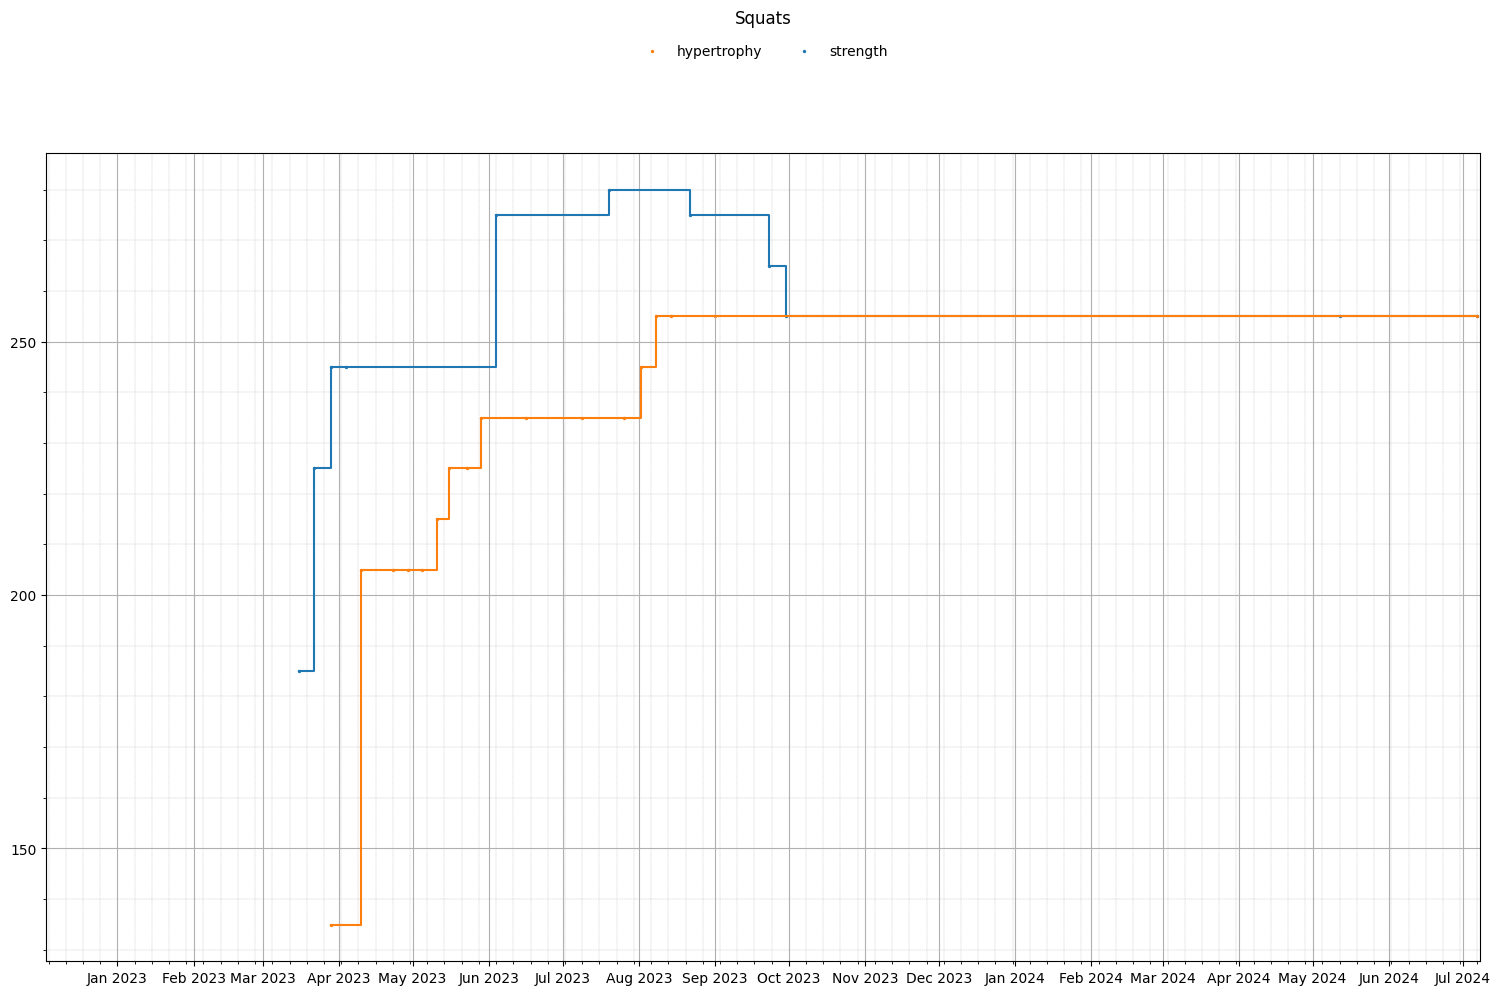 Squats
hypertrophy strength
250
200
150
Jan 2023 Feb 2023 Mar 2023 Apr 2023 May 2023 Jun 2023 Jul 2023 Aug 2023 Sep 2023 Oct 2023 Nov 2023 Dec 2023 Jan 2024 Feb 2024 Mar 2024 Apr 2024 May 2024 Jun 2024 Jul 2024